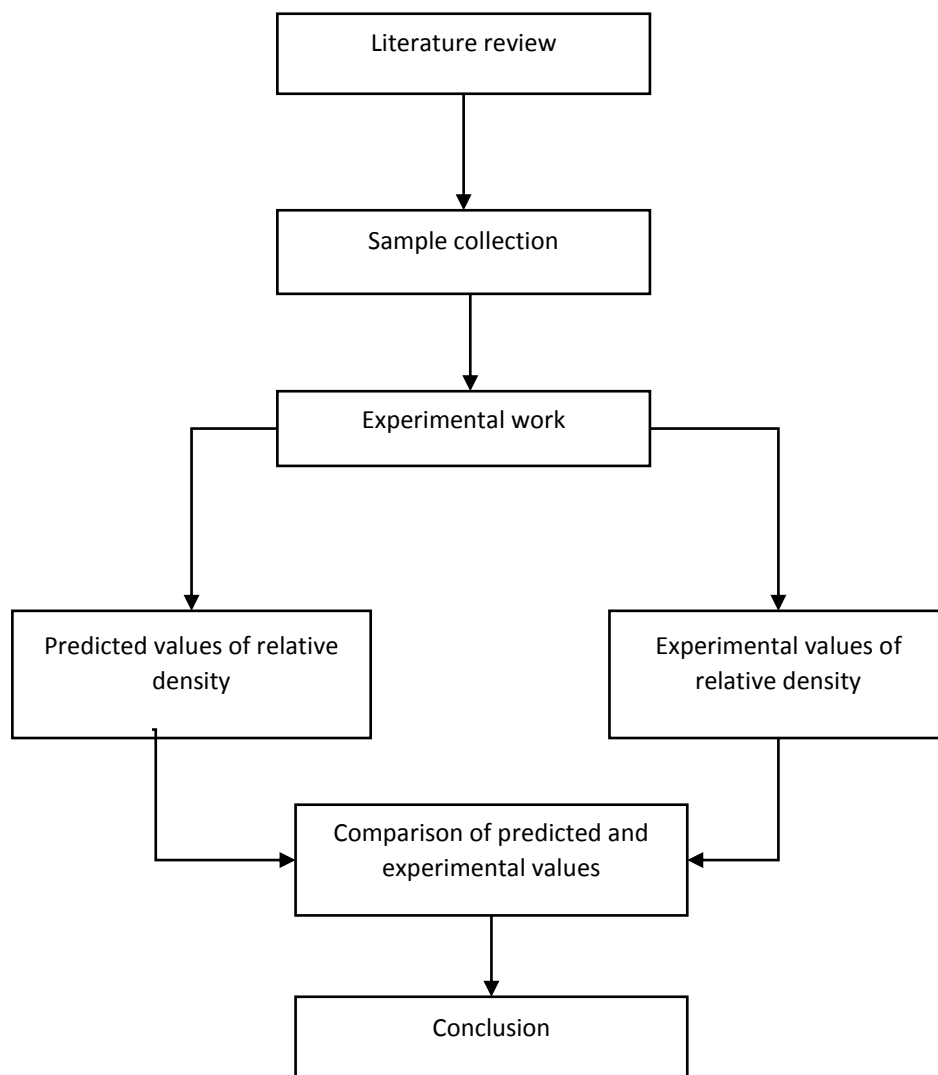 Literature review
Sample collection
Experimental work
Predicted values of relative
density
Experimental values of
relative density
Comparison of predicted and
experimental values
Conclusion